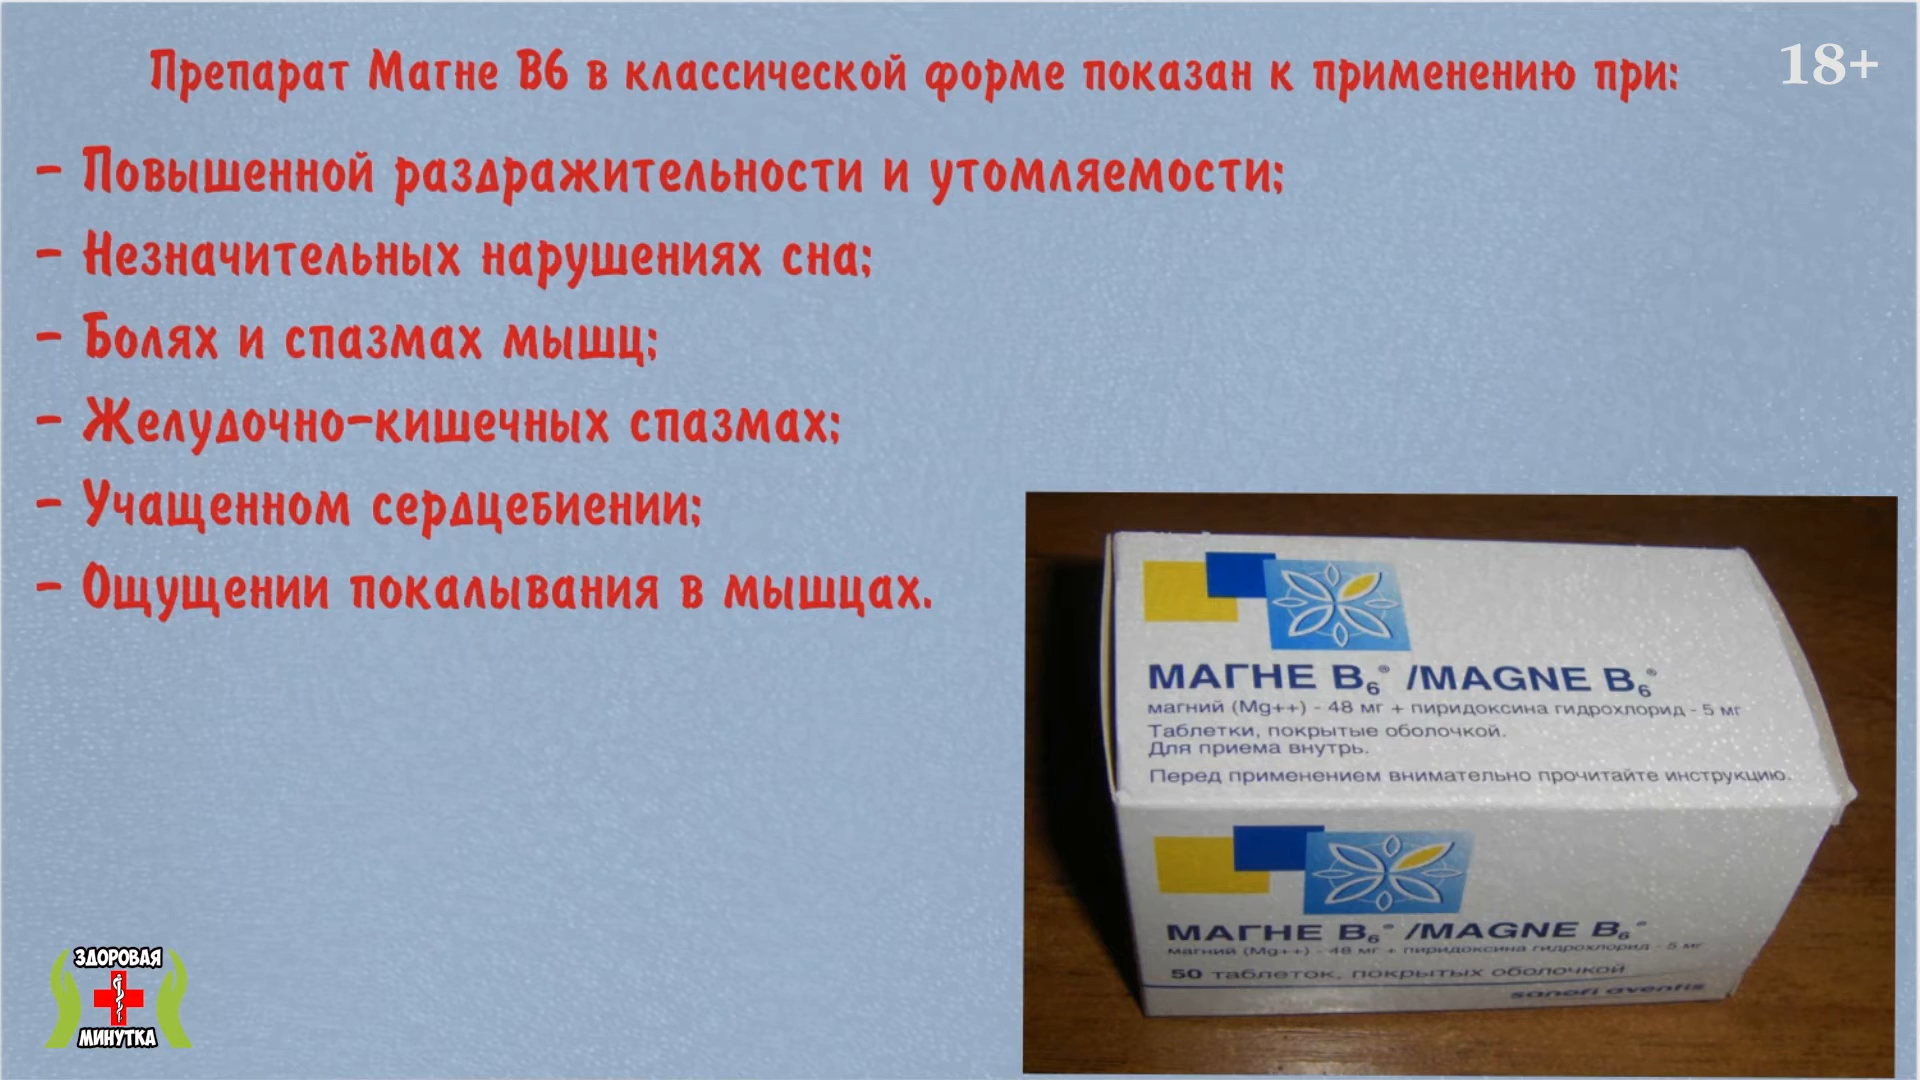 Препарат Магне В6 в классической форме показан к применению при:
18+
- Повышенной раздражительности и утомляемости;
- Незначительных нарушениях сна;
- Болях и спазмах мышц;
- Желудочно-кишечных спазмах;
- Учащенном сердцебиении;
- Ощущении покалывания в мышцах.
МАГНЕ В6® /MAGNE B6®
магний (Mg++) - 48 мг + пиридоксина гидрохлорид - 5 мг
Таблетки, покрытые оболочкой.
Для приема внутрь.
Перед применением внимательно прочитайте инструкцию.
МАГНЕ В6® /MAGNE B6®
магний (Mg++) - 48 мг + пиридоксина гидрохлорид - 5 мг
50 таблеток, покрытых оболочкой
sanofi aventis
ЗДОРОВАЯ
МИНУТКА